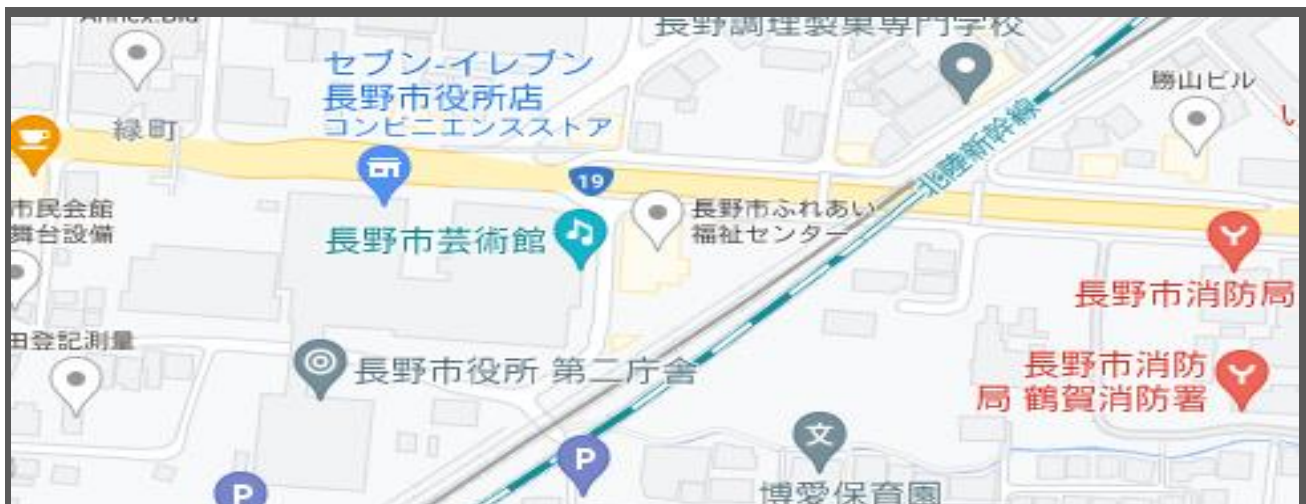 Annex.Bld
長野調理製菓専門学校
セブン-イレブン
長野市役所店
コンビニエンスストア
勝山ビル
緑町
19
北陸新幹線
市民会館
舞台設備
長野市芸術館
長野市ふれあい
福祉センター
長野市消防局
田登記測量
長野市役所 第二庁舎
長野市消防
局 鶴賀消防署
文
P
P
博愛保育園